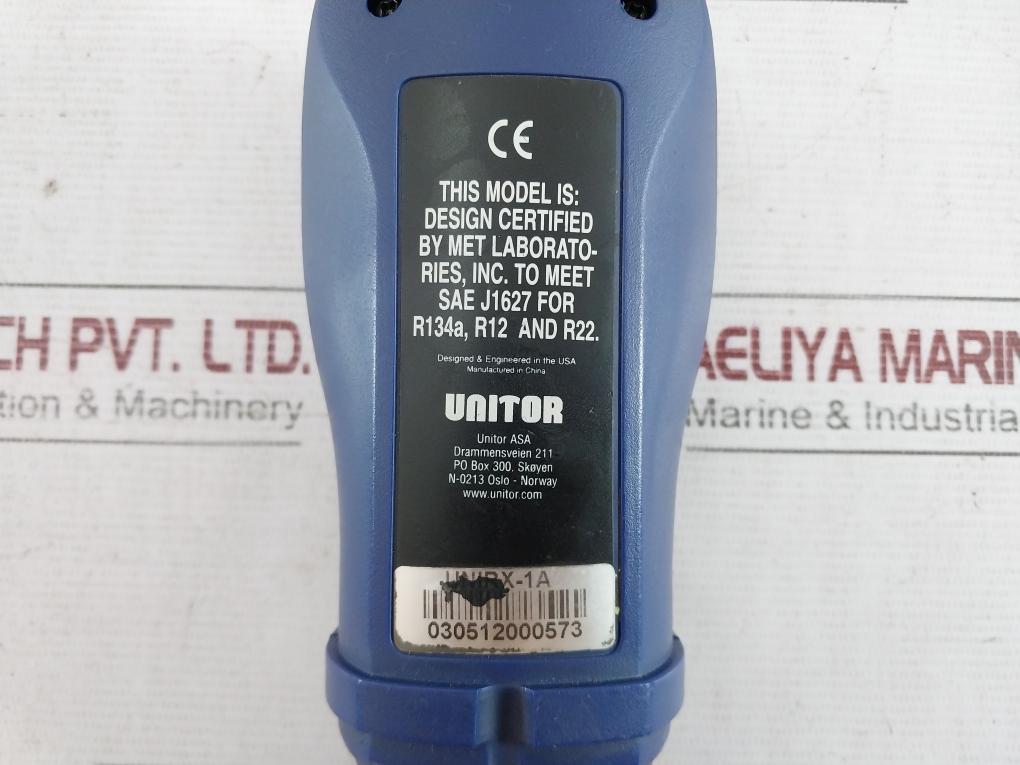 CE
THIS MODEL IS:
DESIGN CERTIFIED
BY MET LABORATO-
RIES, INC. TO MEET
SAE J1627 FOR
R134a, R12 AND R22.
Designed & Engineered in the USA
Manufactured in China
UNITOR
Unitor ASA
Drammensveien 211
PO Box 300, Skøyen
N-0213 Oslo - Norway
www.unitor.com
-1A
030512000573
CH PVT. LTD.
tion & Machinery
AELIYA MARIN
Marine & Industria